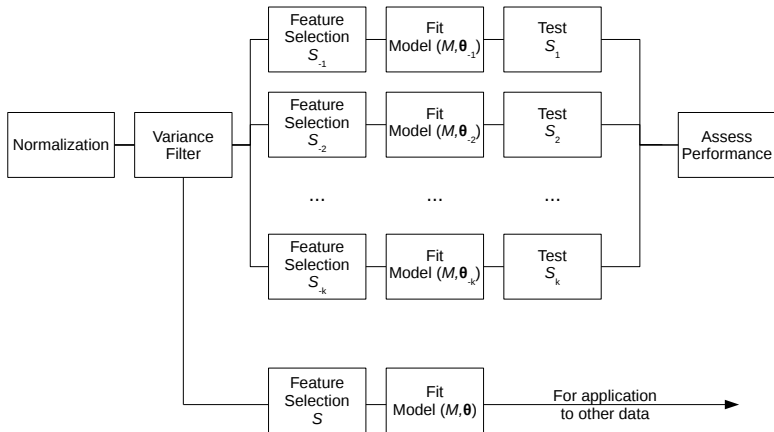 Normalization
Variance
Filter
Feature
Selection
S₋₁
Fit
Model (M,θ₋₁)
Test
S₁
Feature
Selection
S₋₂
Fit
Model (M,θ₋₂)
Test
S₂
... ... ...
Feature
Selection
S₋ₖ
Fit
Model (M,θ₋ₖ)
Test
Sₖ
Assess
Performance
Feature
Selection
S
Fit
Model (M,θ)
For application
to other data